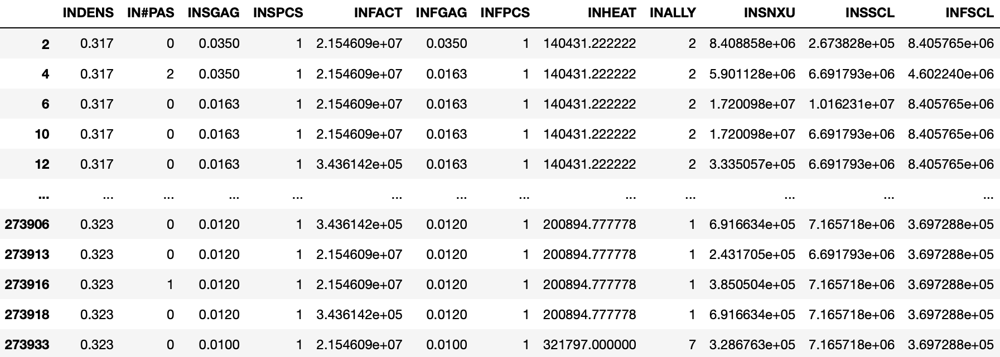 INDENS IN#PAS INSGAG INSPCS INFACT INFGAG INFPCS INHEAT INALLY INSNXU INSSCL INFSCL
2 0.317 0 0.0350 1 2.154609e+07 0.0350 1 140431.222222 2 8.408858e+06 2.673828e+05 8.405765e+06
4 0.317 2 0.0350 1 2.154609e+07 0.0163 1 140431.222222 2 5.901128e+06 6.691793e+06 4.602240e+06
6 0.317 0 0.0163 1 2.154609e+07 0.0163 1 140431.222222 2 1.720098e+07 1.016231e+07 8.405765e+06
10 0.317 0 0.0163 1 2.154609e+07 0.0163 1 140431.222222 2 1.720098e+07 6.691793e+06 8.405765e+06
12 0.317 0 0.0163 1 3.436142e+05 0.0163 1 140431.222222 2 3.335057e+05 6.691793e+06 8.405765e+06
... ... ... ... ... ... ... ... ... ... ... ... ...
273906 0.323 0 0.0120 1 3.436142e+05 0.0120 1 200894.777778 1 6.916634e+05 7.165718e+06 3.697288e+05
273913 0.323 0 0.0120 1 2.154609e+07 0.0120 1 200894.777778 1 2.431705e+05 6.691793e+06 3.697288e+05
273916 0.323 1 0.0120 1 2.154609e+07 0.0120 1 200894.777778 1 3.850504e+05 7.165718e+06 3.697288e+05
273918 0.323 0 0.0120 1 3.436142e+05 0.0120 1 200894.777778 1 6.916634e+05 7.165718e+06 3.697288e+05
273933 0.323 0 0.0100 1 2.154609e+07 0.0100 1 321797.000000 7 3.286763e+05 7.165718e+06 3.697288e+05